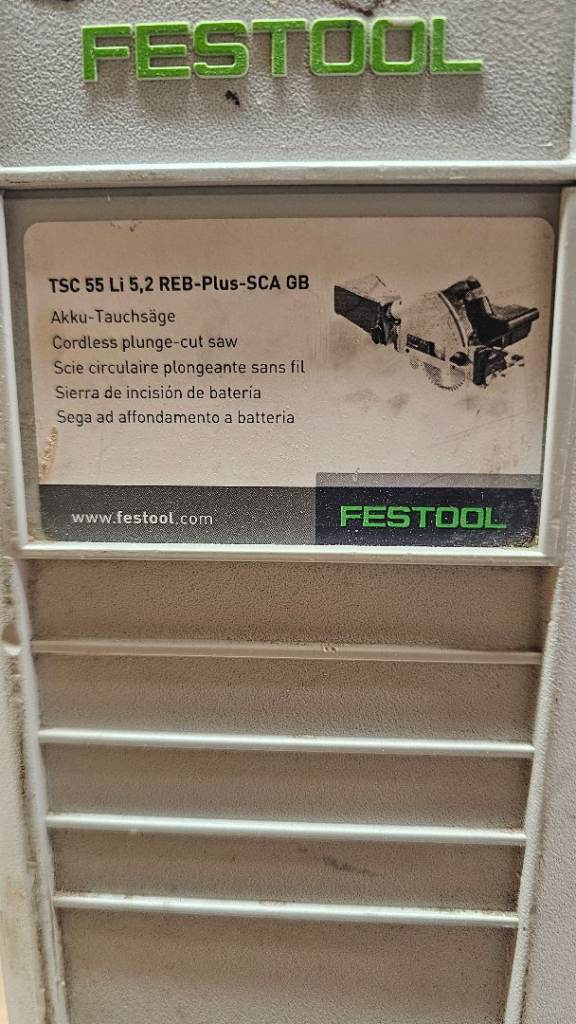 FESTOOL
TSC 55 Li 5,2 REB-Plus-SCA GB
Akku-Tauchsäge
Cordless plunge-cut saw
Scie circulaire plongeante sans fil
Sierra de incisión de batería
Sega ad affondamento a batteria
www.festool.com
FESTOOL